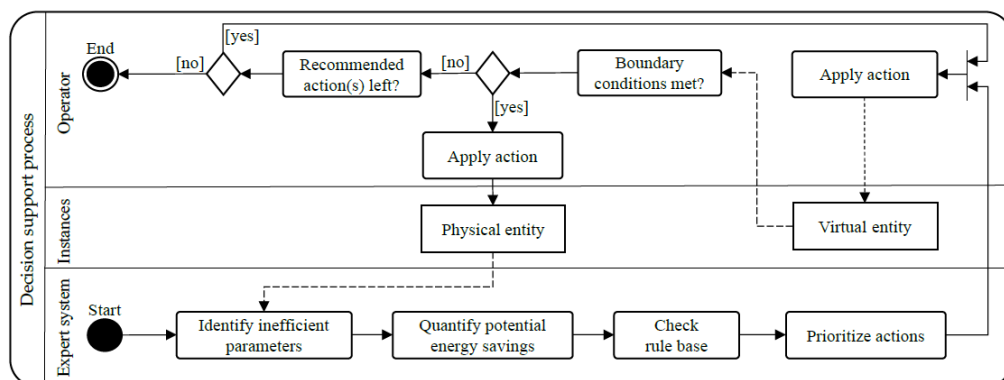 Decision support process
Operator
End
[no]
[yes]
Recommended
action(s) left?
[no]
[yes]
Boundary
conditions met?
Apply action
Apply action
Instances
Physical entity
Virtual entity
Expert system
Start
Identify inefficient
parameters
Quantify potential
energy savings
Check
rule base
Prioritize actions